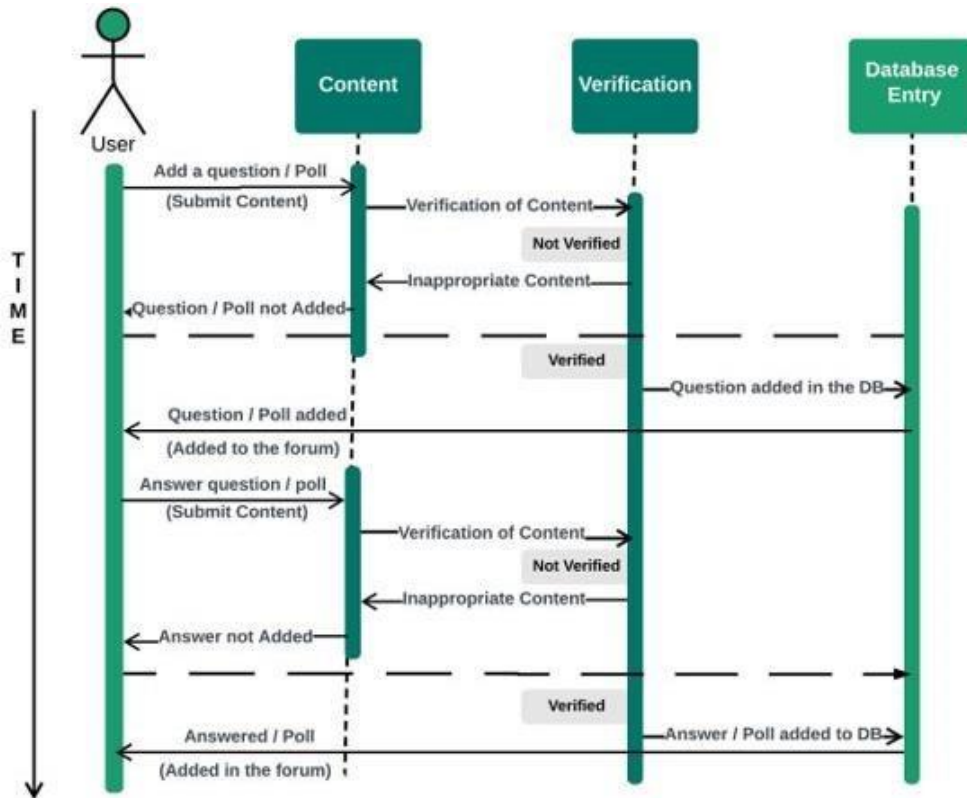 Content
Verification
Database
Entry
User
Add a question / Poll
(Submit Content)
Verification of Content
Not Verified
Inappropriate Content
Question / Poll not Added
T
I
M
E
Verified
Question added in the DB
Question / Poll added
(Added to the forum)
Answer question / poll
(Submit Content)
Verification of Content
Not Verified
Inappropriate Content
Answer not Added
Verified
Answer / Poll added to DB
Answered / Poll
(Added in the forum)